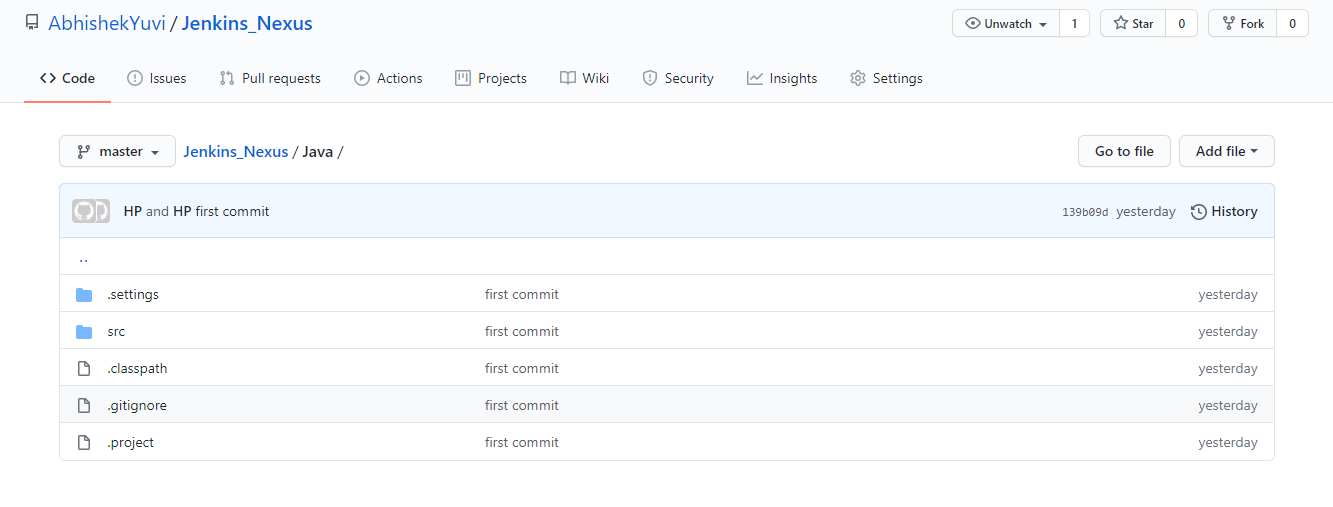 AbhishekYuvi / Jenkins_Nexus Unwatch 1 Star 0 Fork 0
Code Issues Pull requests Actions Projects Wiki Security Insights Settings
master Jenkins_Nexus / Java / Go to file Add file
HP and HP first commit 139b09d yesterday History
..
.settings first commit yesterday
src first commit yesterday
.classpath first commit yesterday
.gitignore first commit yesterday
.project first commit yesterday